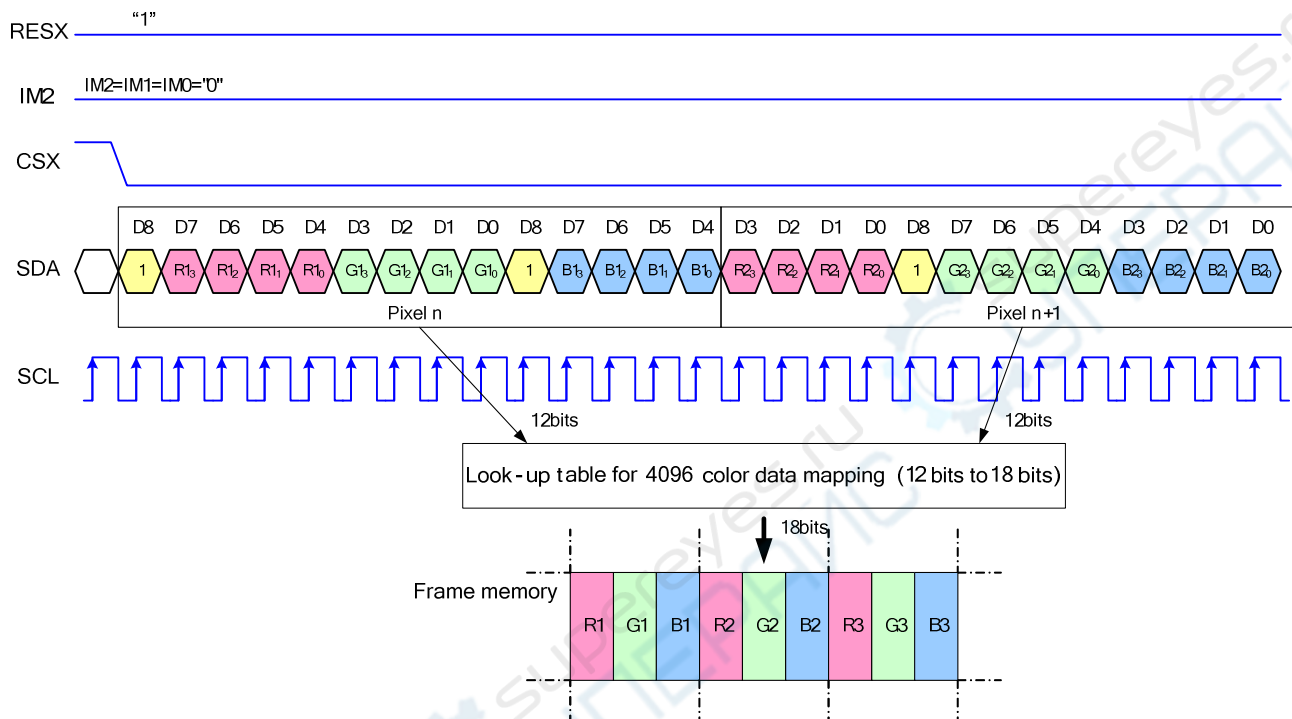 RESX "1"
IM2 IM2=IM1=IM0="0"
CSX
D8 D7 D6 D5 D4 D3 D2 D1 D0 D8 D7 D6 D5 D4 D3 D2 D1 D0 D8 D7 D6 D5 D4 D3 D2 D1 D0
SDA 1 R1₃ R1₂ R1₁ R1₀ G1₃ G1₂ G1₁ G1₀ 1 B1₃ B1₂ B1₁ B1₀ R2₃ R2₂ R2₁ R2₀ 1 G2₃ G2₂ G2₁ G2₀ B2₃ B2₂ B2₁ B2₀
Pixel n Pixel n+1
SCL
12bits 12bits
Look-up table for 4096 color data mapping (12 bits to 18 bits)
18bits
Frame memory
R1 G1 B1 R2 G2 B2 R3 G3 B3
supereyes.ru
СУПЕРАЙС